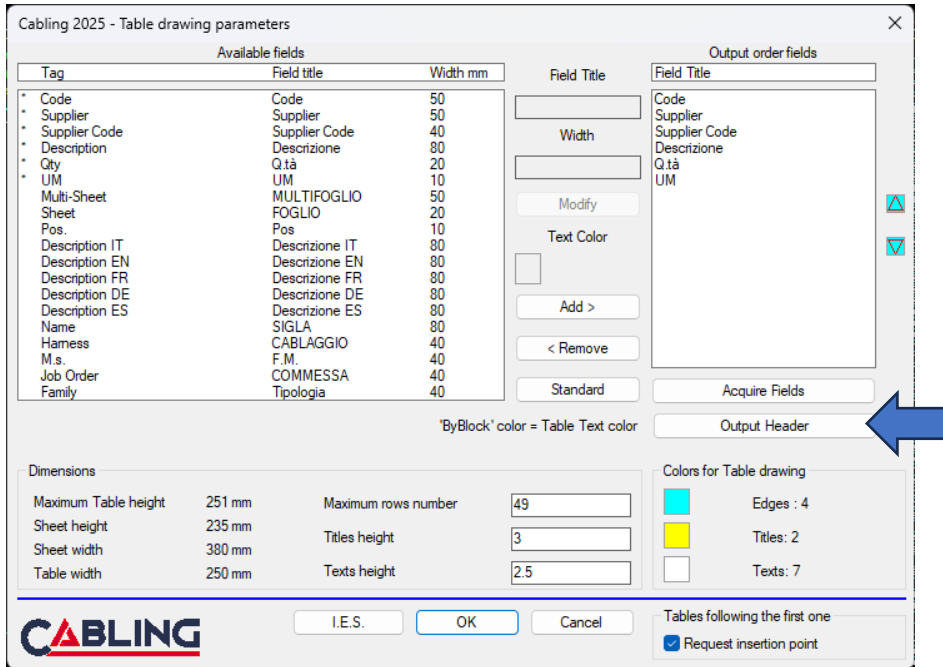 Cabling 2025 - Table drawing parameters
Available fields
Output order fields
Tag Field title Width mm
Field Title
Field Title
* Code Code 50
* Supplier Supplier 50
* Supplier Code Supplier Code 40
* Description Descrizione 80
* Qty Q.tà 20
* UM UM 10
Multi-Sheet MULTIFOGLIO 50
Sheet FOGLIO 20
Pos. Pos 10
Description IT Descrizione IT 80
Description EN Descrizione EN 80
Description FR Descrizione FR 80
Description DE Descrizione DE 80
Description ES Descrizione ES 80
Name SIGLA 80
Harness CABLAGGIO 40
M.s. F.M. 40
Job Order COMMESSA 40
Family Tipologia 40
Width
Modify
Text Color
Add >
< Remove
Standard
Code
Supplier
Supplier Code
Descrizione
Q.tà
UM
Acquire Fields
'ByBlock' color = Table Text color
Output Header
Dimensions
Maximum Table height 251 mm
Sheet height 235 mm
Sheet width 380 mm
Table width 250 mm
Maximum rows number 49
Titles height 3
Texts height 2.5
Colors for Table drawing
Edges : 4
Titles: 2
Texts: 7
CABLING
I.E.S.
OK
Cancel
Tables following the first one
Request insertion point